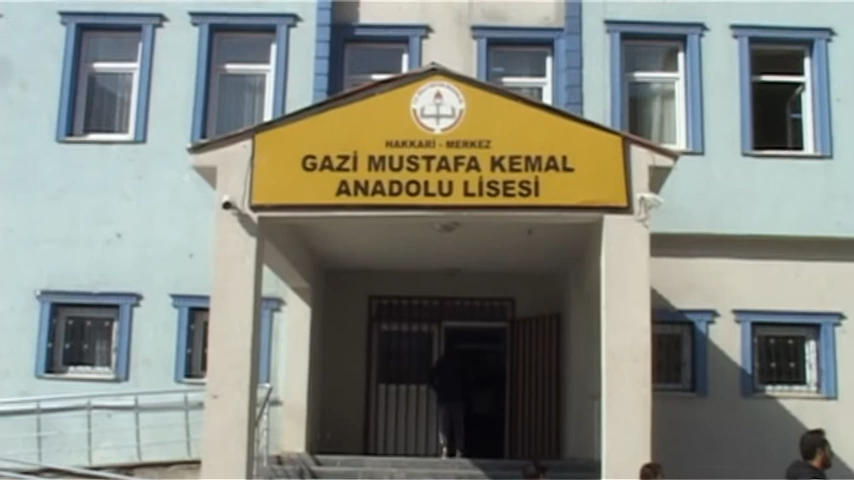 HAKKARİ - MERKEZ
GAZİ MUSTAFA KEMAL
ANADOLU LİSESİ